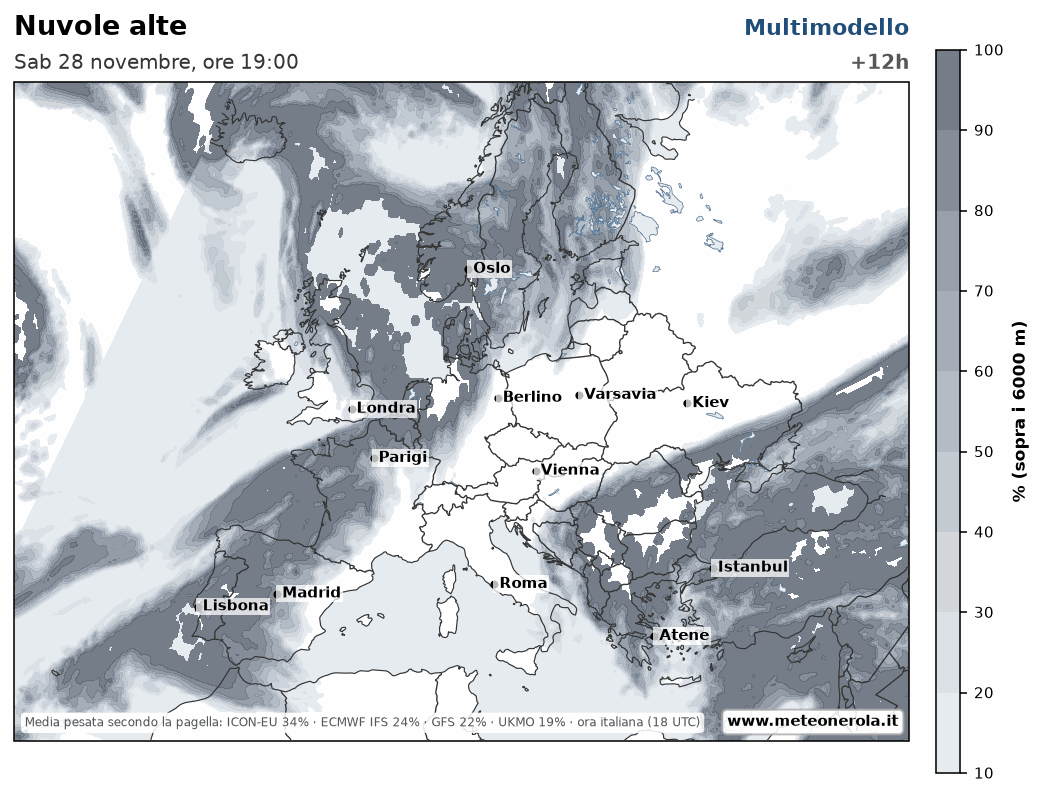 Nuvole alte
Multimodello
Sab 28 novembre, ore 19:00
+12h
100
90
80
70
60
50
40
30
20
10
% (sopra i 6000 m)
Oslo
Berlino
Varsavia
Kiev
Londra
Parigi
Vienna
Istanbul
Roma
Madrid
Lisbona
Atene
Media pesata secondo la pagella: ICON-EU 34% · ECMWF IFS 24% · GFS 22% · UKMO 19% · ora italiana (18 UTC)
www.meteonerola.it